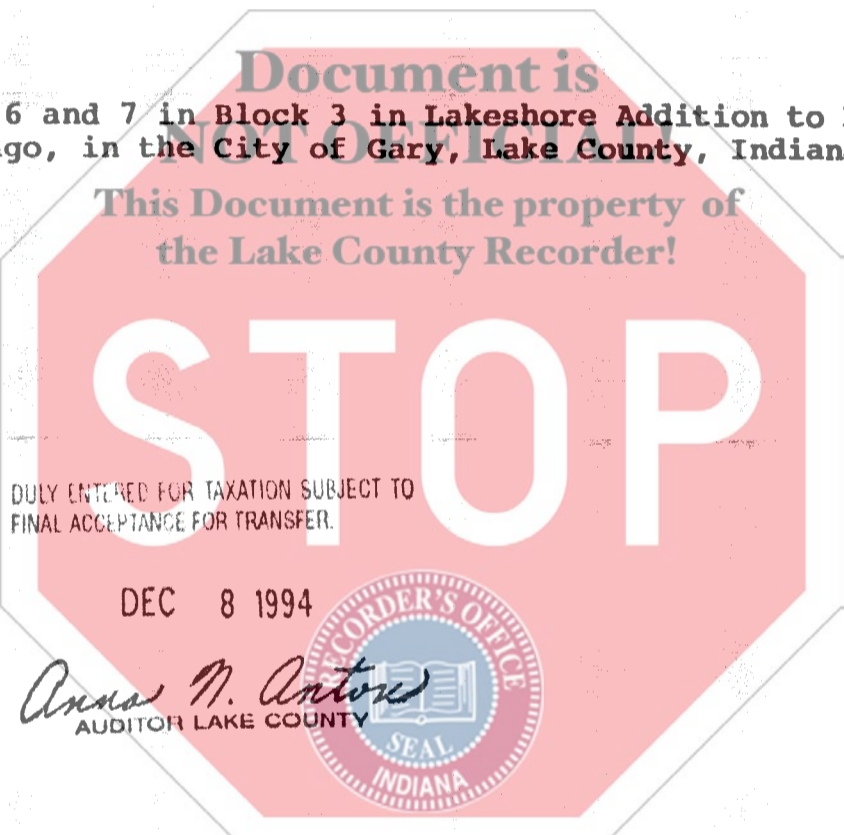 Document is
NOT OFFICIAL!
6 and 7 in Block 3 in Lakeshore Addition to
ago, in the City of Gary, Lake County, Indian
This Document is the property of
the Lake County Recorder!
STOP
DULY ENTERED FOR TAXATION SUBJECT TO
FINAL ACCEPTANCE FOR TRANSFER.
DEC 8 1994
Anna N. Anton
AUDITOR LAKE COUNTY
RECORDER'S OFFICE
SEAL
INDIANA